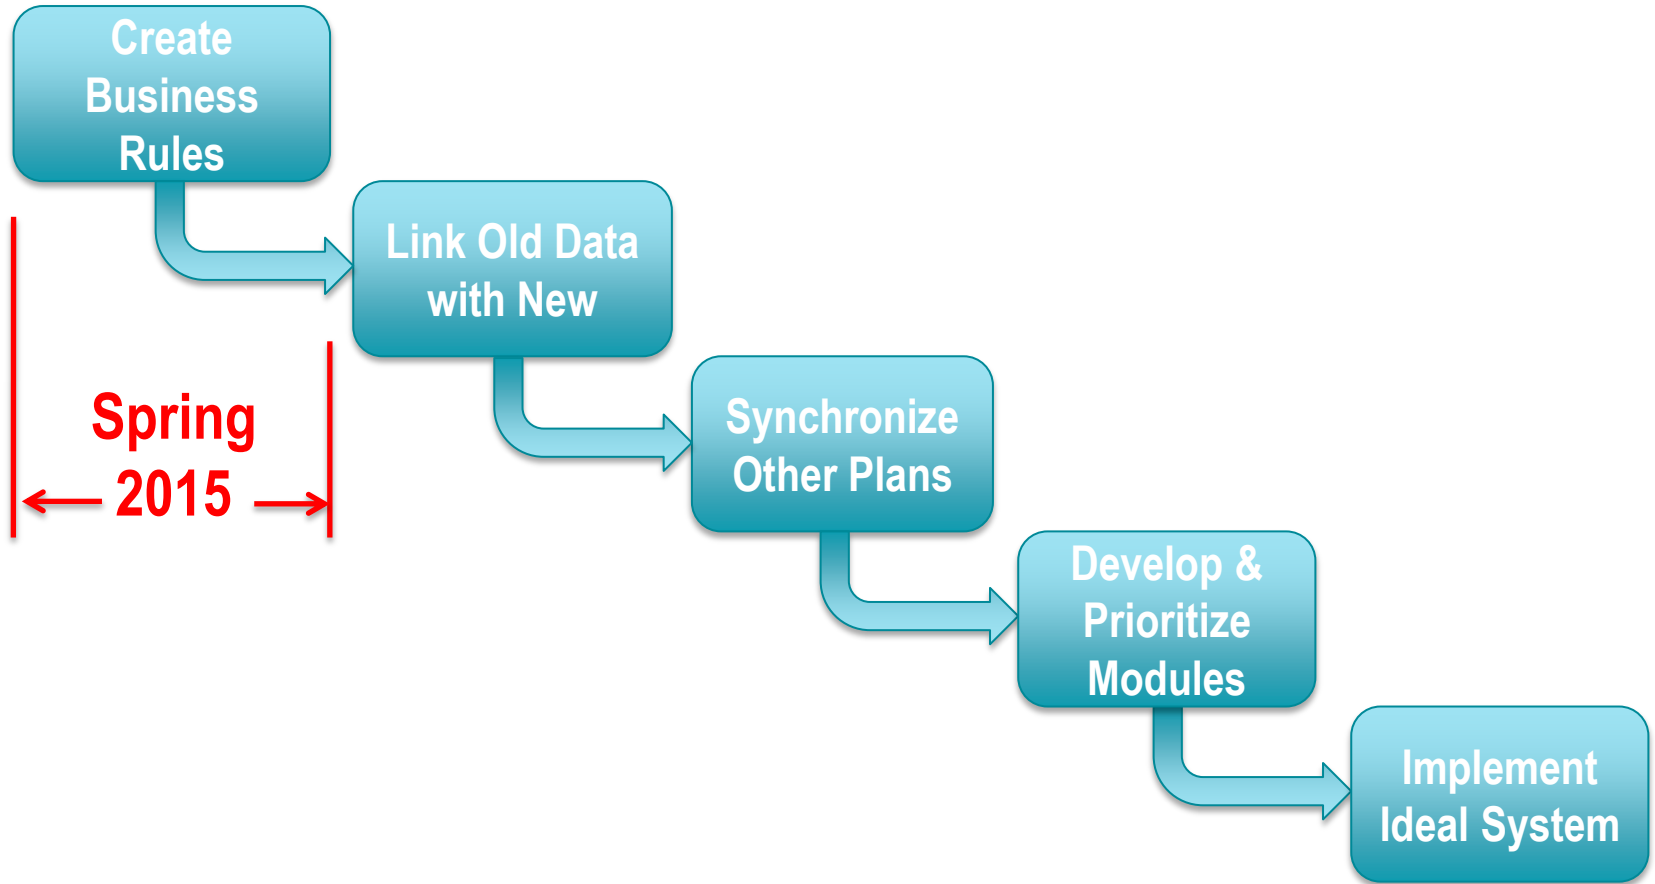 Create
Business
Rules
Link Old Data
with New
Spring
2015
Synchronize
Other Plans
Develop &
Prioritize
Modules
Implement
Ideal System